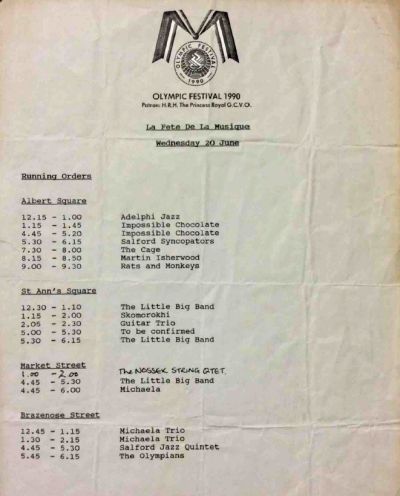 OLYMPIC FESTIVAL
1990
OLYMPIC FESTIVAL 1990
Patron: H.R.H. The Princess Royal G.C.V.O.
La Fete De La Musique
Wednesday 20 June
Running Orders
Albert Square
12.15 - 1.00 Adelphi Jazz
1.15 - 1.45 Impossible Chocolate
4.45 - 5.20 Impossible Chocolate
5.30 - 6.15 Salford Syncopators
7.30 - 8.00 The Cage
8.15 - 8.50 Martin Isherwood
9.00 - 9.30 Rats and Monkeys
St Ann's Square
12.30 - 1.10 The Little Big Band
1.15 - 2.00 Skomorokhi
2.05 - 2.30 Guitar Trio
5.00 - 5.30 To be confirmed
5.30 - 6.15 The Little Big Band
Market Street
1.00 - 2.00 The NOSSEK STRING QTET.
4.45 - 5.30 The Little Big Band
4.45 - 6.00 Michaela
Brazenose Street
12.45 - 1.15 Michaela Trio
1.30 - 2.15 Michaela Trio
4.45 - 5.30 Salford Jazz Quintet
5.45 - 6.15 The Olympians